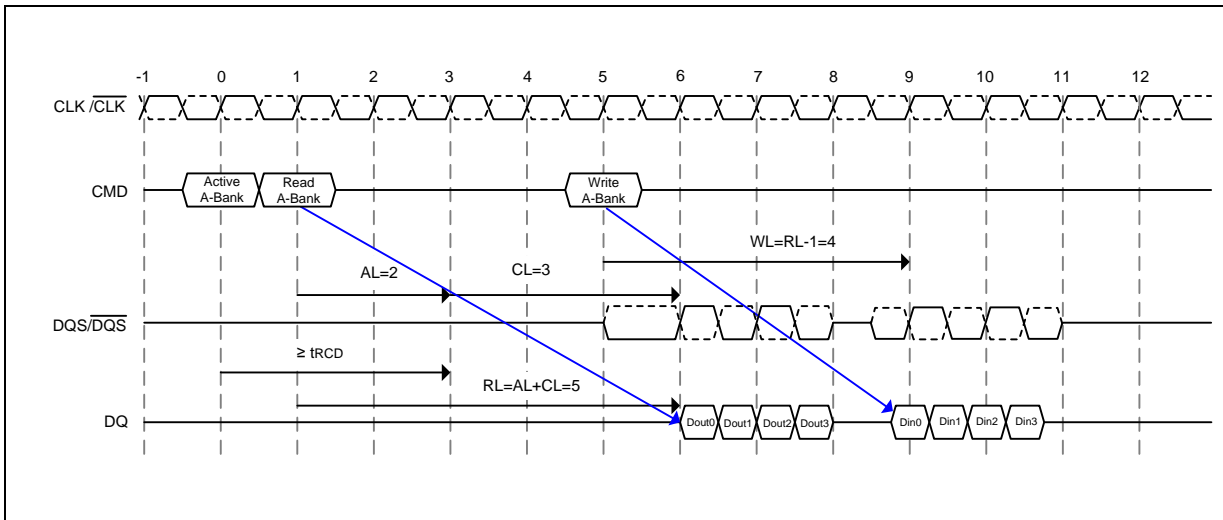 -1 0 1 2 3 4 5 6 7 8 9 10 11 12
CLK /CLK
CMD
Active
A-Bank
Read
A-Bank
Write
A-Bank
WL=RL-1=4
AL=2
CL=3
DQS/DQS
≥ tRCD
RL=AL+CL=5
DQ
Dout0 Dout1 Dout2 Dout3
Din0 Din1 Din2 Din3